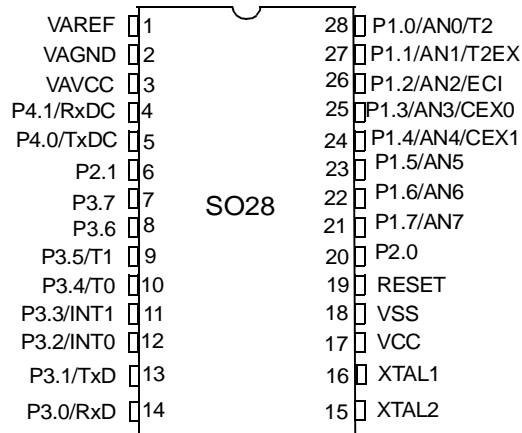 VAREF 1 28 P1.0/AN0/T2
VAGND 2 27 P1.1/AN1/T2EX
VAVCC 3 26 P1.2/AN2/ECI
P4.1/RxDC 4 25 P1.3/AN3/CEX0
P4.0/TxDC 5 24 P1.4/AN4/CEX1
P2.1 6 23 P1.5/AN5
P3.7 7 22 P1.6/AN6
SO28
P3.6 8 21 P1.7/AN7
P3.5/T1 9 20 P2.0
P3.4/T0 10 19 RESET
P3.3/INT1 11 18 VSS
P3.2/INT0 12 17 VCC
P3.1/TxD 13 16 XTAL1
P3.0/RxD 14 15 XTAL2